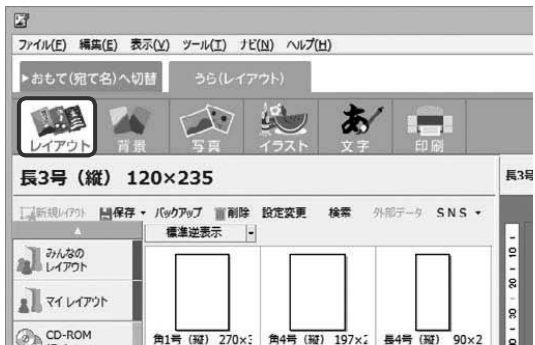 ファイル(F) 編集(E) 表示(V) ツール(T) ナビ(N) ヘルプ(H)
▶おもて(宛て名)へ切替 うら(レイアウト)
レイアウト 背景 写真 イラスト 文字 印刷
長3号（縦） 120×235
長3号
新規レイアウト 保存 バックアップ 削除 設定変更 検索 外部データ SNS
標準逆表示
みんなの
レイアウト
マイ レイアウト
CD-ROM
角1号（縦） 270×3 角4号（縦） 197×2 長4号（縦） 90×2